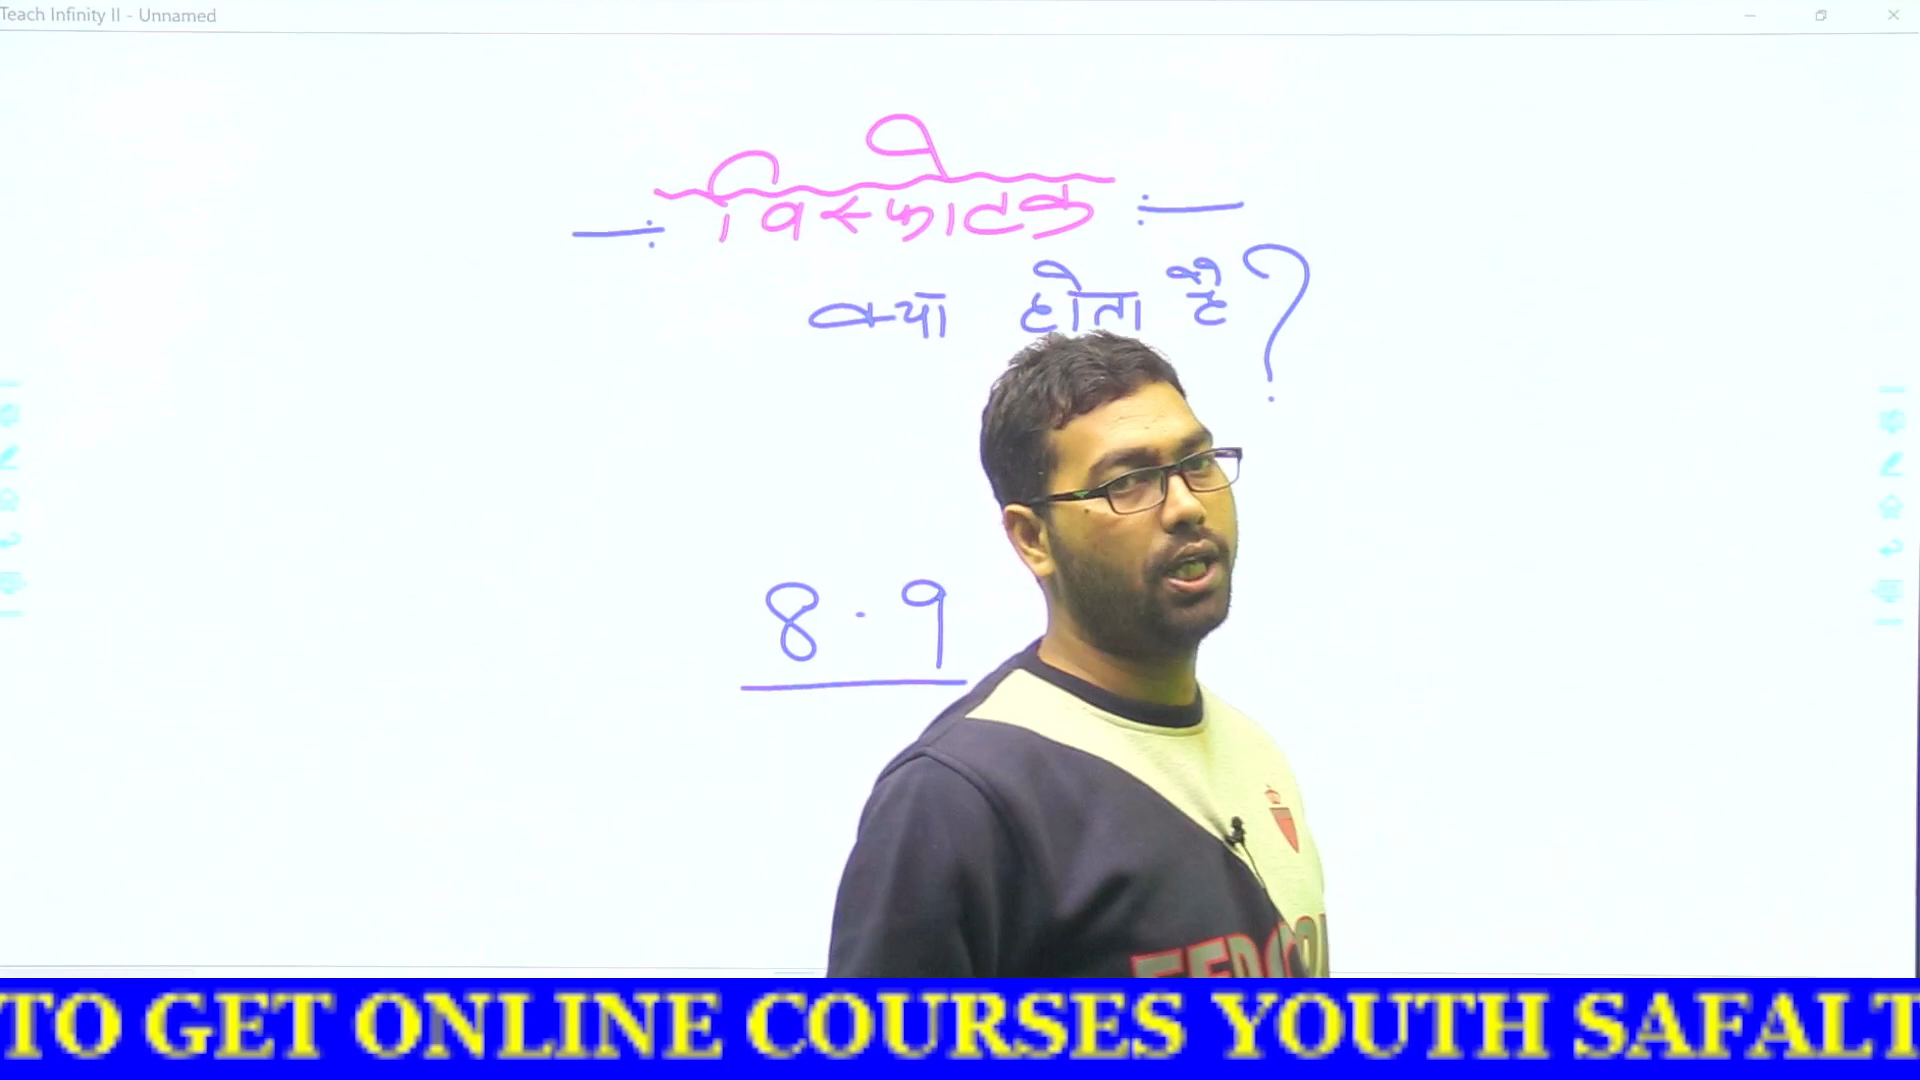 Teach Infinity II - Unnamed
-: विस्फोटक :-
क्या होता है ?
8.9
TO GET ONLINE COURSES YOUTH SAFALT